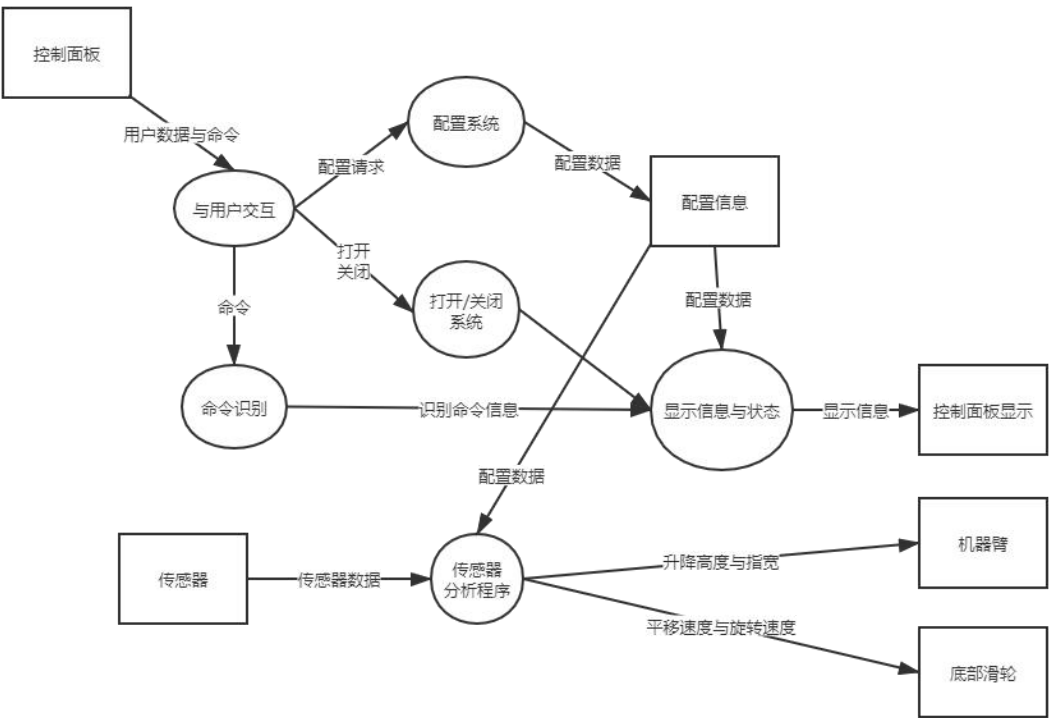 控制面板
用户数据与命令
配置系统
配置请求
配置数据
与用户交互
配置信息
打开
关闭
打开/关闭
系统
配置数据
命令
命令识别
识别命令信息
显示信息与状态
显示信息
控制面板显示
配置数据
传感器
传感器数据
传感器
分析程序
升降高度与指宽
机器臂
平移速度与旋转速度
底部滑轮